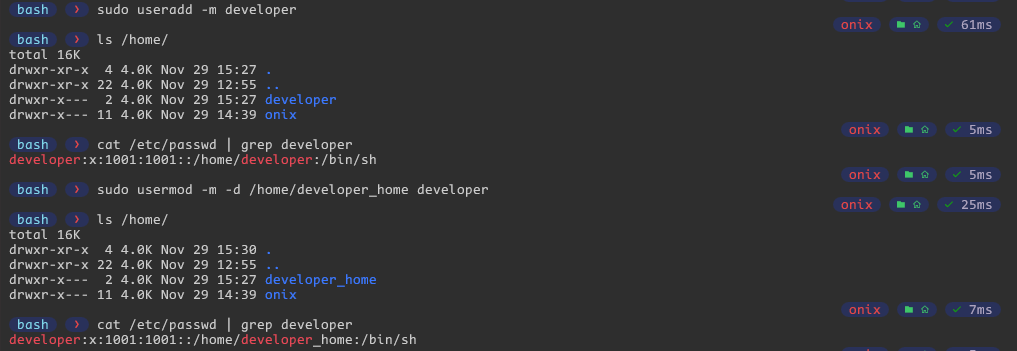 bash ❯ sudo useradd -m developer
onix 61ms
bash ❯ ls /home/
total 16K
drwxr-xr-x  4 4.0K Nov 29 15:27 .
drwxr-xr-x 22 4.0K Nov 29 12:55 ..
drwxr-x---  2 4.0K Nov 29 15:27 developer
drwxr-x--- 11 4.0K Nov 29 14:39 onix
onix ✓ 5ms
bash ❯ cat /etc/passwd | grep developer
developer:x:1001:1001::/home/developer:/bin/sh
onix ✓ 5ms
bash ❯ sudo usermod -m -d /home/developer_home developer
onix ✓ 25ms
bash ❯ ls /home/
total 16K
drwxr-xr-x  4 4.0K Nov 29 15:30 .
drwxr-xr-x 22 4.0K Nov 29 12:55 ..
drwxr-x---  2 4.0K Nov 29 15:27 developer_home
drwxr-x--- 11 4.0K Nov 29 14:39 onix
onix ✓ 7ms
bash ❯ cat /etc/passwd | grep developer
developer:x:1001:1001::/home/developer_home:/bin/sh